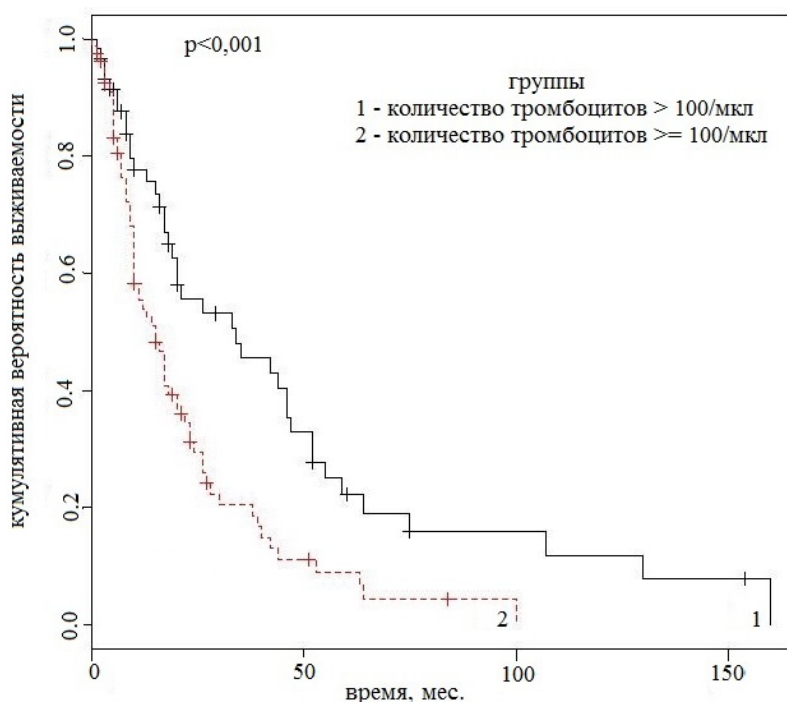 p<0,001
группы
1 - количество тромбоцитов > 100/мкл
2 - количество тромбоцитов >= 100/мкл
кумулятивная вероятность выживаемости
1.0
0.8
0.6
0.4
0.2
0.0
2
1
0
50
100
150
время, мес.